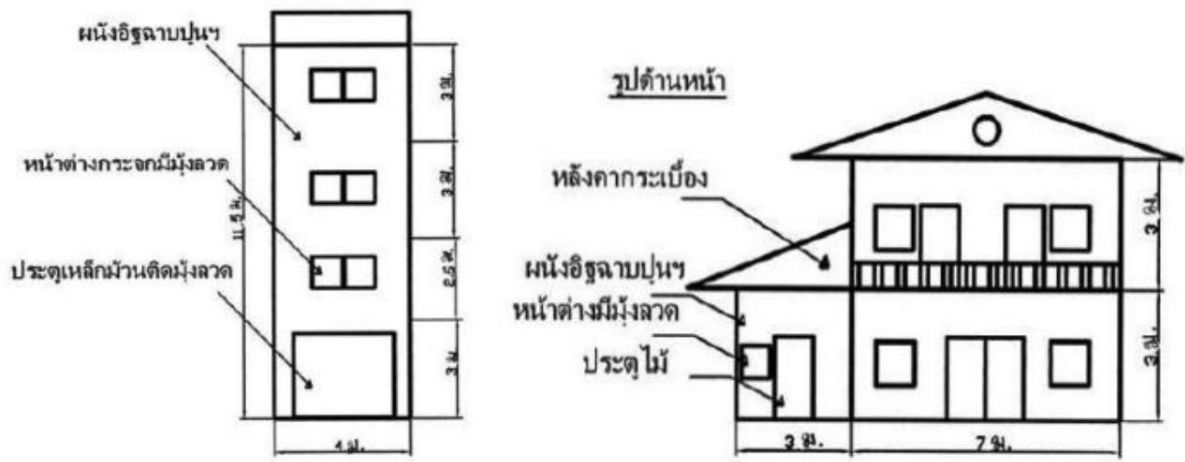 ผนังอิฐฉาบปูนฯ
หน้าต่างกระจกมีมุ้งลวด
ประตูเหล็กม้วนติดมุ้งลวด
11.5 ม.
3 ม.
3 ม.
2.5 ม.
3 ม
4 ม.
รูปด้านหน้า
หลังคากระเบื้อง
ผนังอิฐฉาบปูนฯ
หน้าต่างมีมุ้งลวด
ประตูไม้
3 ม.
3 ม.
3 ม.
7 ม.